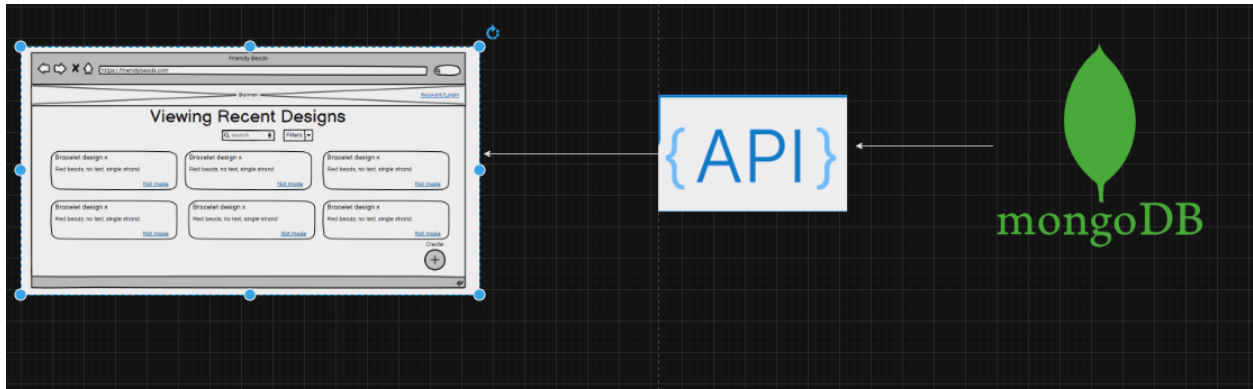 Friendly Beads
https://friendlybeads.com
Banner
Account/Login
Viewing Recent Designs
search
Filters
Bracelet design x
Red beads, no text, single strand
Not made
Bracelet design x
Red beads, no text, single strand
Not made
Bracelet design x
Red beads, no text, single strand
Not made
Bracelet design x
Red beads, no text, single strand
Not made
Bracelet design x
Red beads, no text, single strand
Not made
Bracelet design x
Red beads, no text, single strand
Not made
Create
{API}
mongoDB